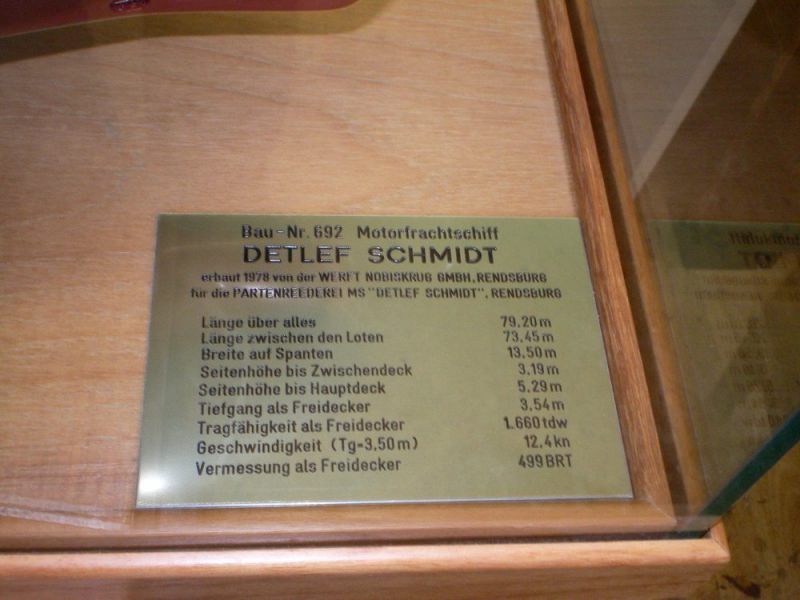 Bau-Nr. 692 Motorfrachtschiff
DETLEF SCHMIDT
erbaut 1978 von der WERFT NOBISKRUG GMBH, RENDSBURG
für die PARTENREEDEREI MS "DETLEF SCHMIDT", RENDSBURG
Länge über alles 79,20 m
Länge zwischen den Loten 73,45 m
Breite auf Spanten 13,50 m
Seitenhöhe bis Zwischendeck 3,19 m
Seitenhöhe bis Hauptdeck 5,29 m
Tiefgang als Freidecker 3,54 m
Tragfähigkeit als Freidecker 1.660 tdw
Geschwindigkeit (Tg=3,50 m) 12,4 kn
Vermessung als Freidecker 499 BRT